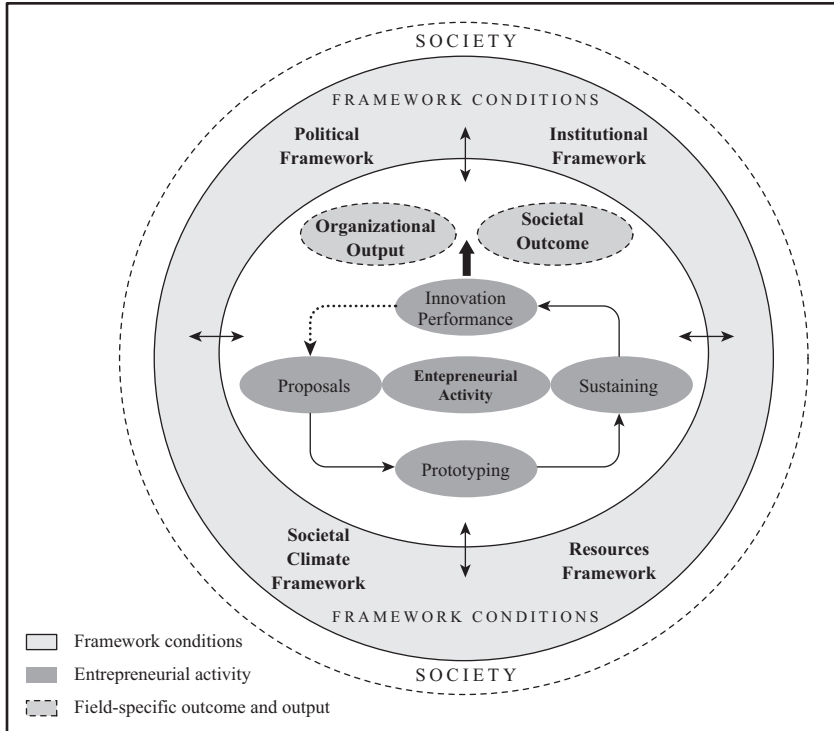 SOCIETY
FRAMEWORK CONDITIONS
Political
Framework
Institutional
Framework
Organizational
Output
Societal
Outcome
Innovation
Performance
Proposals
Entepreneurial
Activity
Sustaining
Prototyping
Societal
Climate
Framework
Resources
Framework
FRAMEWORK CONDITIONS
SOCIETY
Framework conditions
Entrepreneurial activity
Field-specific outcome and output